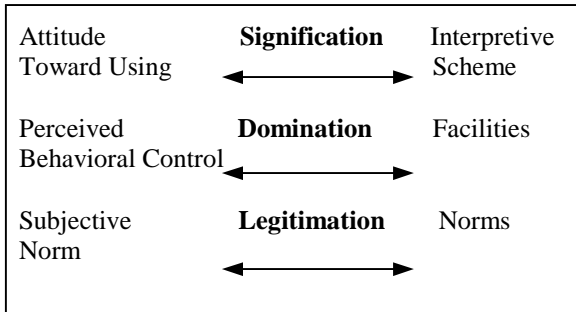 Attitude Signification Interpretive
Toward Using Scheme
Perceived Domination Facilities
Behavioral Control
Subjective Legitimation Norms
Norm